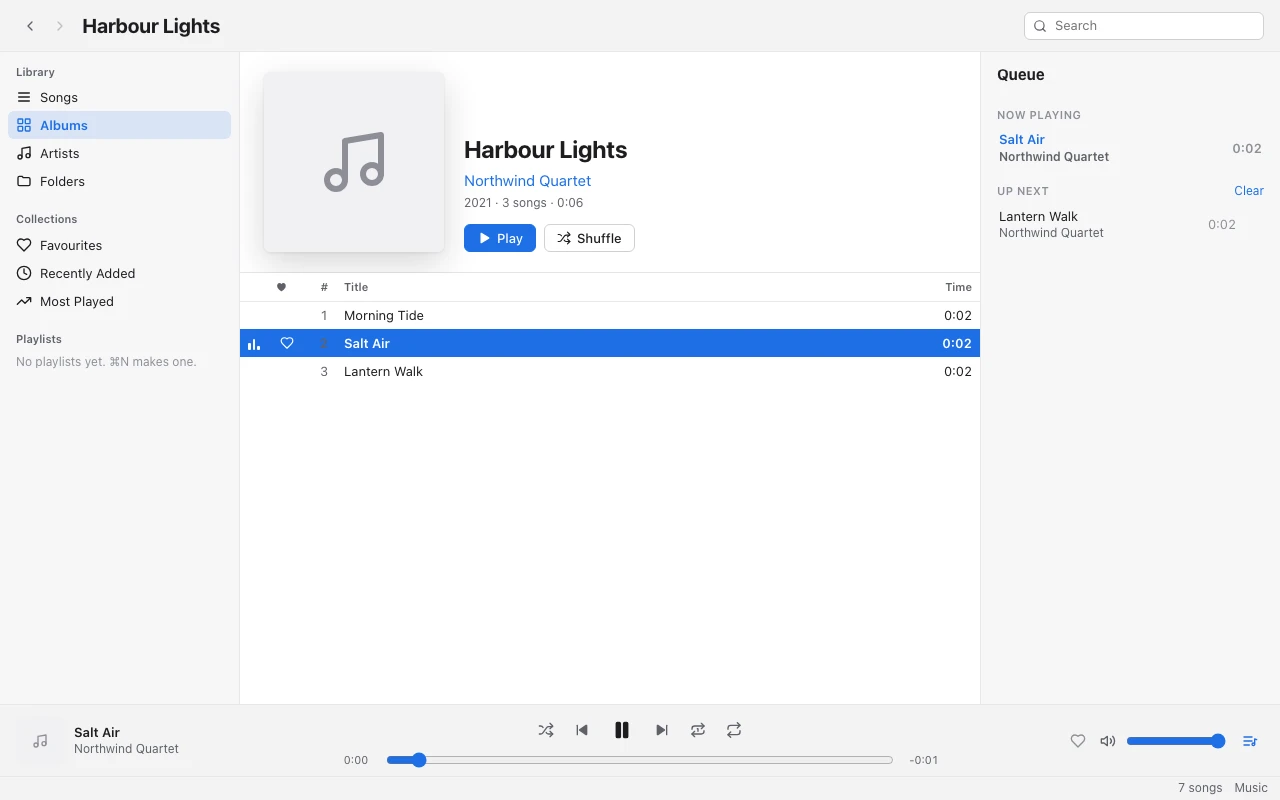 Harbour Lights
Search
Library
Songs
Albums
Artists
Folders
Collections
Favourites
Recently Added
Most Played
Playlists
No playlists yet. ⌘N makes one.
Harbour Lights
Northwind Quartet
2021 · 3 songs · 0:06
Play
Shuffle
# Title Time
1 Morning Tide 0:02
2 Salt Air 0:02
3 Lantern Walk 0:02
Queue
NOW PLAYING
Salt Air
Northwind Quartet
0:02
UP NEXT Clear
Lantern Walk
Northwind Quartet
0:02
Salt Air
Northwind Quartet
0:00
-0:01
7 songs Music